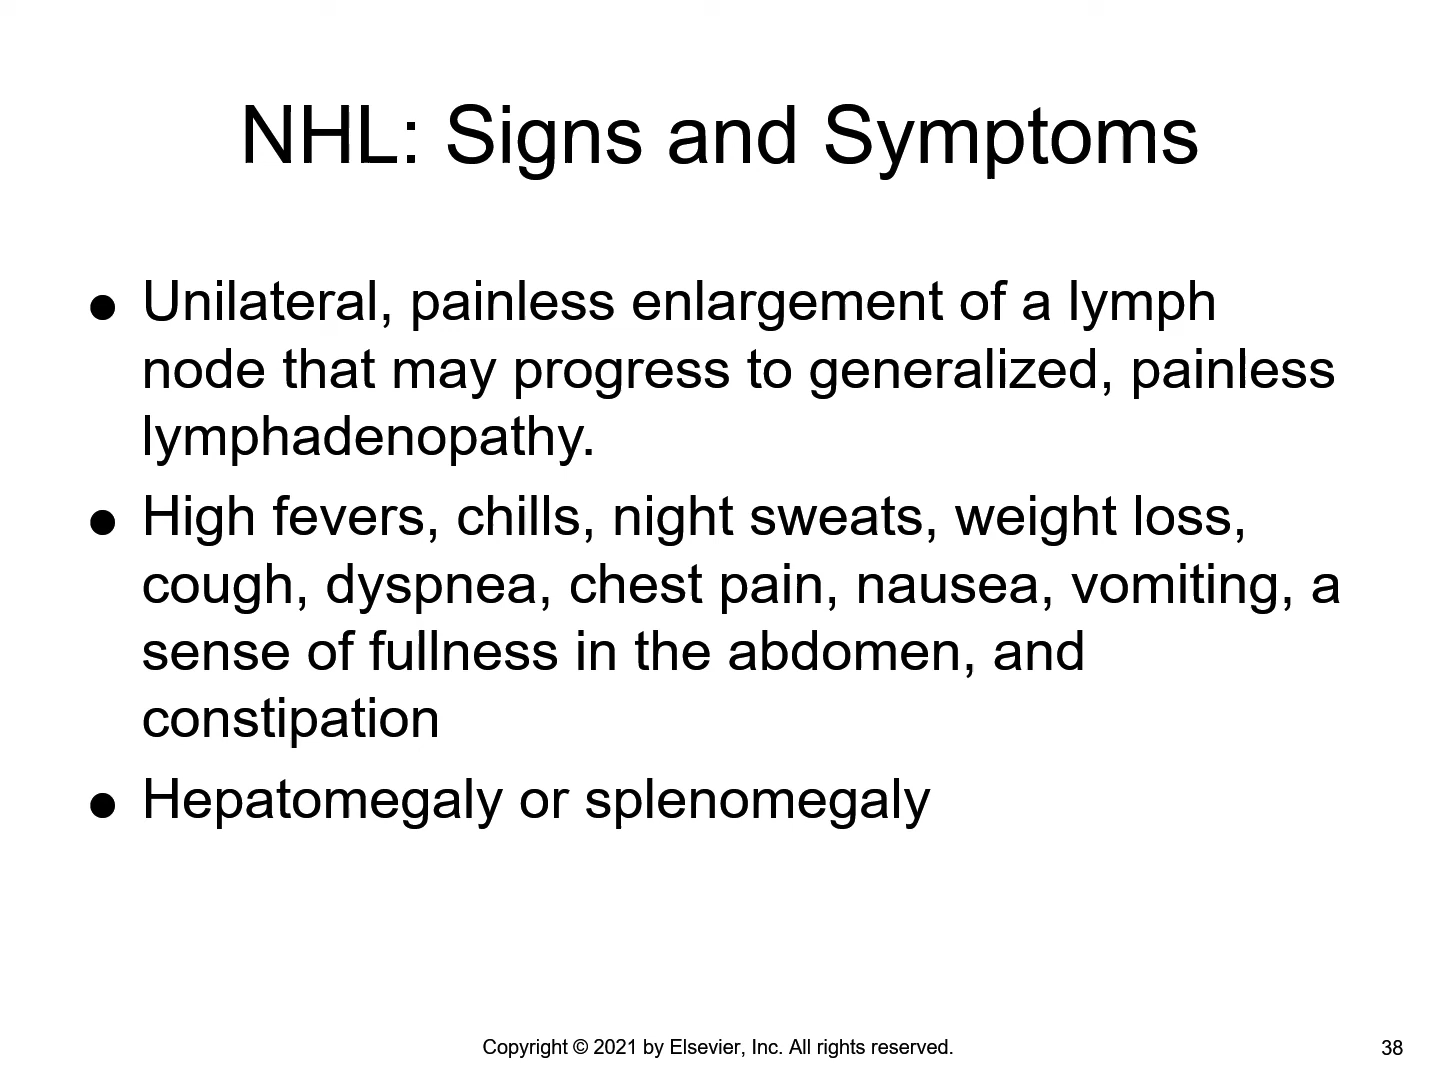 NHL: Signs and Symptoms
● Unilateral, painless enlargement of a lymph
node that may progress to generalized, painless
lymphadenopathy.
● High fevers, chills, night sweats, weight loss,
cough, dyspnea, chest pain, nausea, vomiting, a
sense of fullness in the abdomen, and
constipation
● Hepatomegaly or splenomegaly
Copyright © 2021 by Elsevier, Inc. All rights reserved.
38